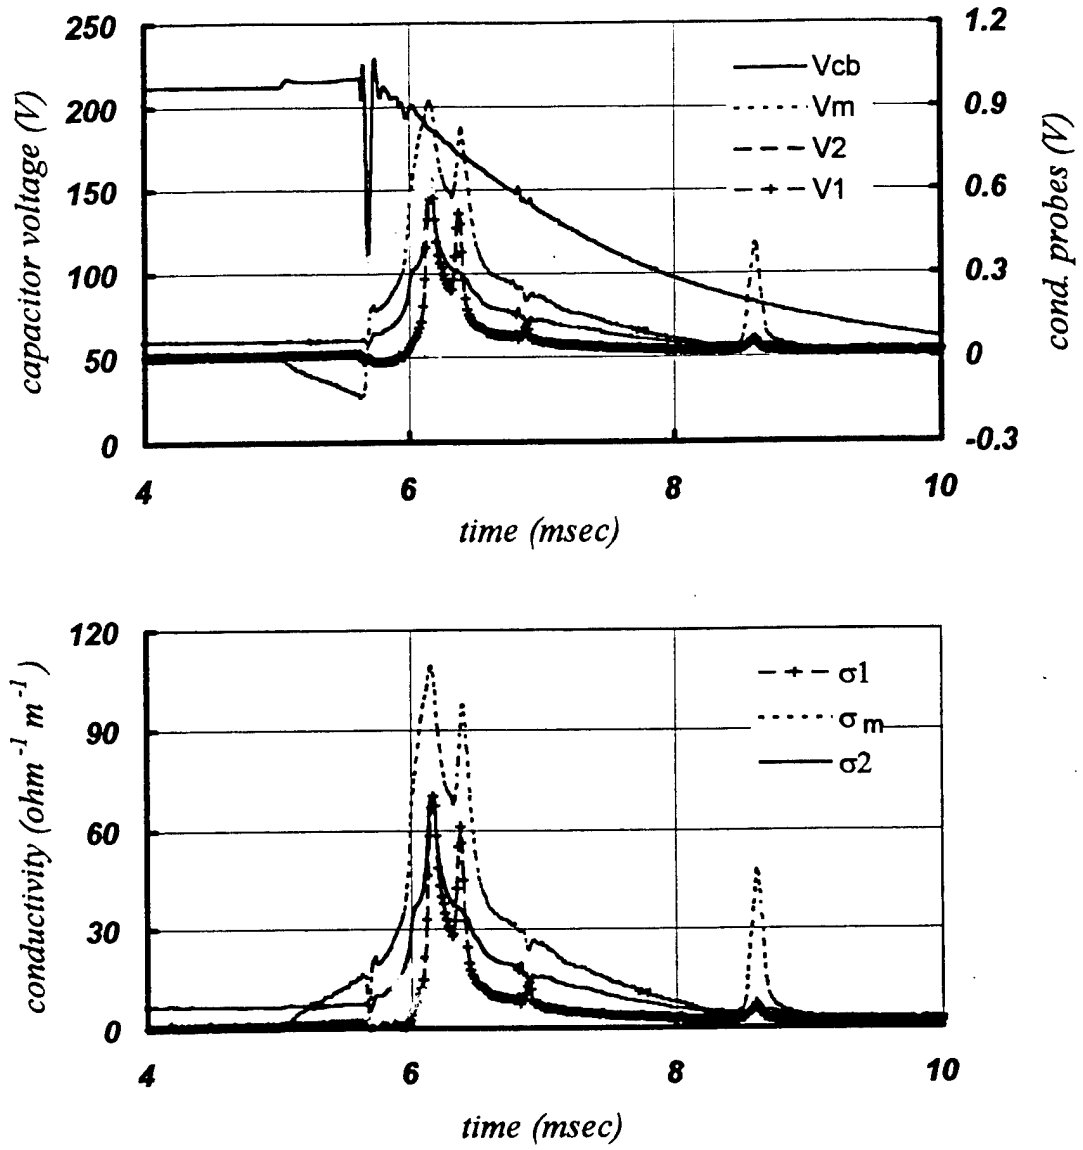 250
200
150
100
50
0
capacitor voltage (V)
1.2
0.9
0.6
0.3
0
-0.3
cond. probes (V)
Vcb
Vm
V2
V1
4 6 8 10
time (msec)
120
90
60
30
0
conductivity (ohm⁻¹ m⁻¹)
σ1
σm
σ2
4 6 8 10
time (msec)